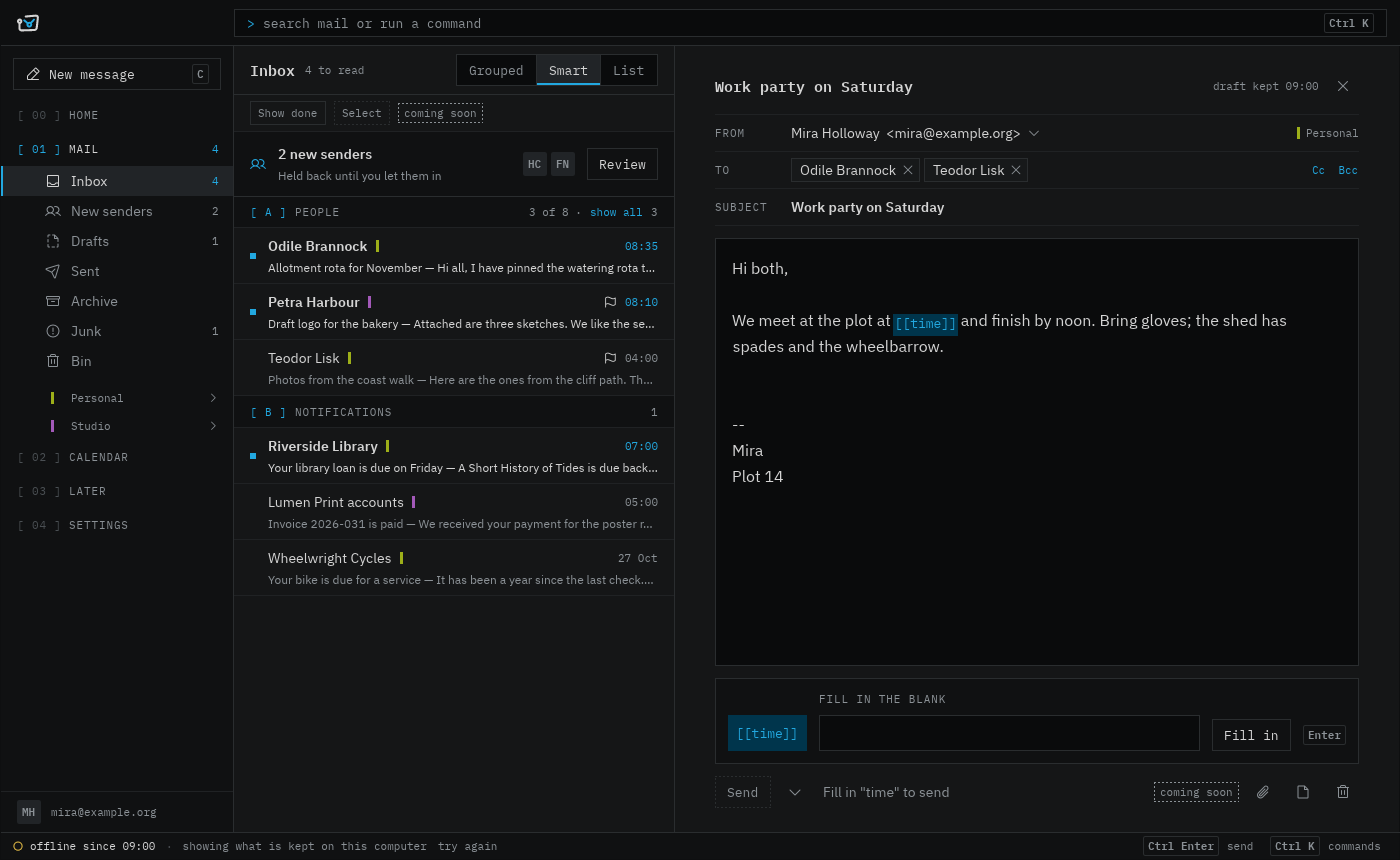 > search mail or run a command Ctrl K
New message C
[ 00 ] HOME
[ 01 ] MAIL 4
Inbox 4
New senders 2
Drafts 1
Sent
Archive
Junk 1
Bin
Personal
Studio
[ 02 ] CALENDAR
[ 03 ] LATER
[ 04 ] SETTINGS
MH mira@example.org
Inbox 4 to read Grouped Smart List
Show done Select coming soon
2 new senders
Held back until you let them in
HC FN Review
[ A ] PEOPLE 3 of 8 · show all 3
Odile Brannock 08:35
Allotment rota for November — Hi all, I have pinned the watering rota t…
Petra Harbour 08:10
Draft logo for the bakery — Attached are three sketches. We like the se…
Teodor Lisk 04:00
Photos from the coast walk — Here are the ones from the cliff path. Th…
[ B ] NOTIFICATIONS 1
Riverside Library 07:00
Your library loan is due on Friday — A Short History of Tides is due back…
Lumen Print accounts 05:00
Invoice 2026-031 is paid — We received your payment for the poster r…
Wheelwright Cycles 27 Oct
Your bike is due for a service — It has been a year since the last check.…
Work party on Saturday draft kept 09:00
FROM Mira Holloway <mira@example.org> Personal
TO Odile Brannock Teodor Lisk Cc Bcc
SUBJECT Work party on Saturday
Hi both,
We meet at the plot at [[time]] and finish by noon. Bring gloves; the shed has
spades and the wheelbarrow.
--
Mira
Plot 14
FILL IN THE BLANK
[[time]] Fill in Enter
Send Fill in "time" to send coming soon
offline since 09:00 · showing what is kept on this computer try again Ctrl Enter send Ctrl K commands